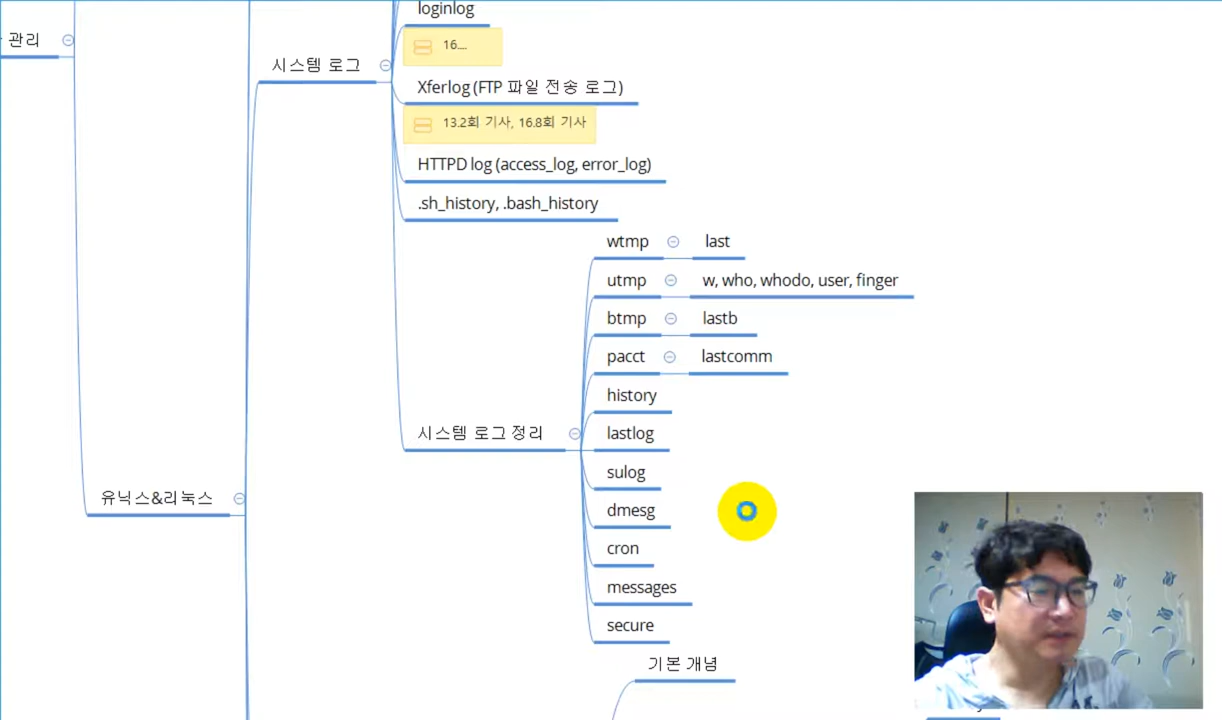 관리
유닉스&리눅스
시스템 로그
loginlog
16....
Xferlog (FTP 파일 전송 로그)
13.2회 기사, 16.8회 기사
HTTPD log (access_log, error_log)
.sh_history, .bash_history
시스템 로그 정리
wtmp
last
utmp
w, who, whodo, user, finger
btmp
lastb
pacct
lastcomm
history
lastlog
sulog
dmesg
cron
messages
secure
기본 개념